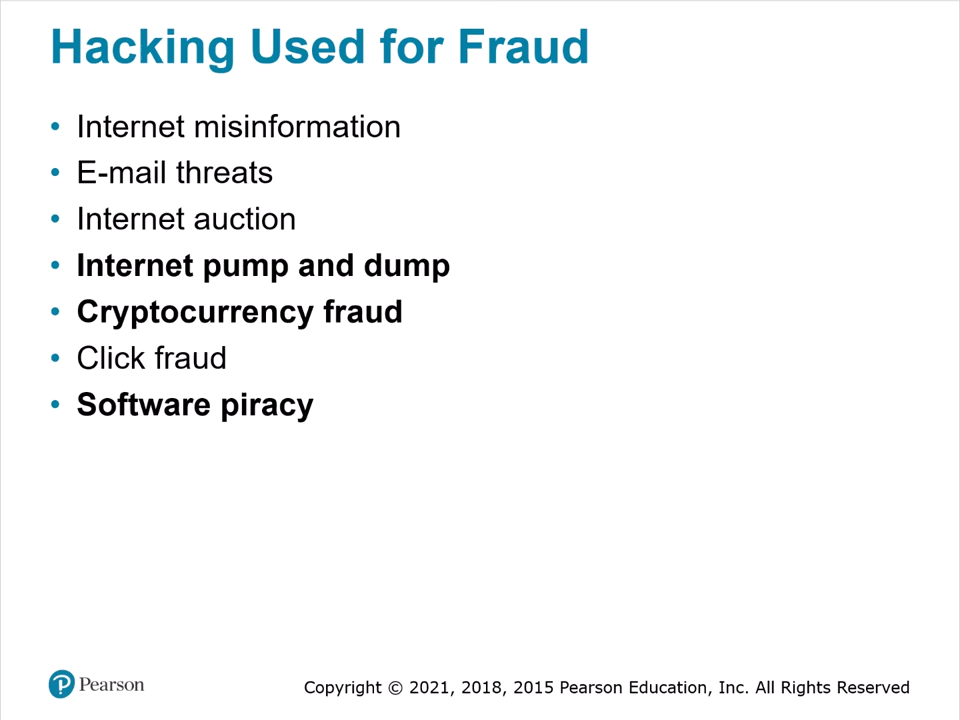 Hacking Used for Fraud
• Internet misinformation
• E-mail threats
• Internet auction
• Internet pump and dump
• Cryptocurrency fraud
• Click fraud
• Software piracy
P Pearson
Copyright © 2021, 2018, 2015 Pearson Education, Inc. All Rights Reserved